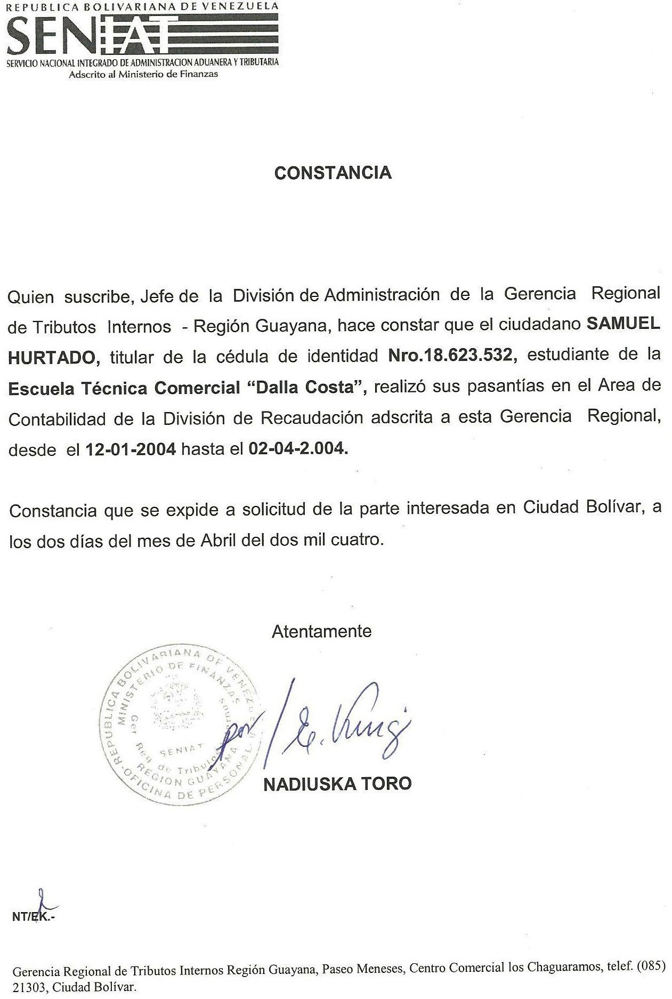 REPUBLICA BOLIVARIANA DE VENEZUELA
SENIAT
SERVICIO NACIONAL INTEGRADO DE ADMINISTRACION ADUANERA Y TRIBUTARIA
Adscrito al Ministerio de Finanzas
CONSTANCIA
Quien suscribe, Jefe de la División de Administración de la Gerencia Regional
de Tributos Internos - Región Guayana, hace constar que el ciudadano SAMUEL
HURTADO, titular de la cédula de identidad Nro.18.623.532, estudiante de la
Escuela Técnica Comercial “Dalla Costa”, realizó sus pasantías en el Area de
Contabilidad de la División de Recaudación adscrita a esta Gerencia Regional,
desde el 12-01-2004 hasta el 02-04-2.004.
Constancia que se expide a solicitud de la parte interesada en Ciudad Bolívar, a
los dos días del mes de Abril del dos mil cuatro.
Atentamente
REPUBLICA BOLIVARIANA DE VENEZUELA
MINISTERIO DE FINANZAS
SENIAT
Ger Reg de Tributos
REGION GUAYANA
-OFICINA DE PERSONAL-
por/
NADIUSKA TORO
NT/EK.-
Gerencia Regional de Tributos Internos Región Guayana, Paseo Meneses, Centro Comercial los Chaguaramos, telef. (085)
21303, Ciudad Bolívar.